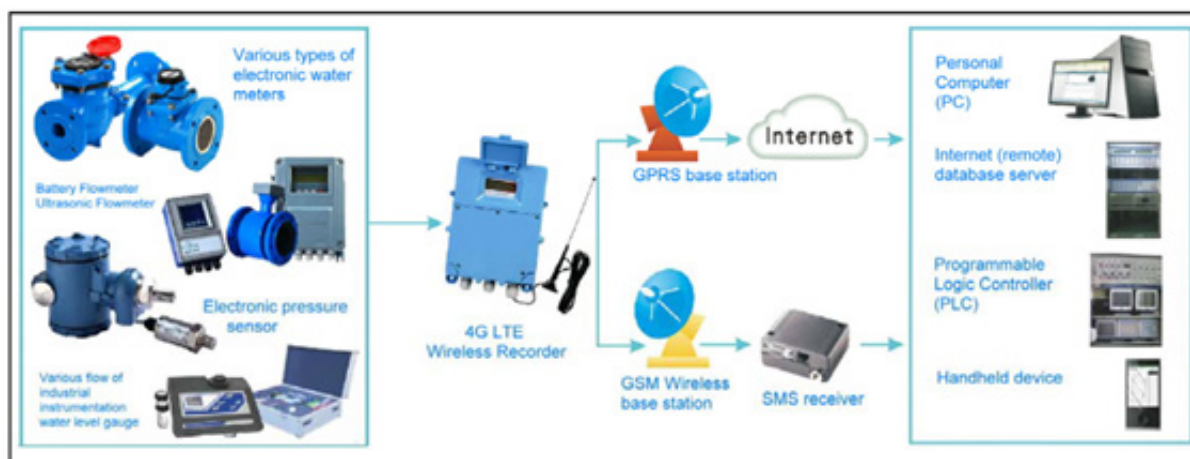 Various types of
electronic water
meters
Battery Flowmeter
Ultrasonic Flowmeter
Electronic pressure
sensor
Various flow of
industrial
instrumentation
water level gauge
4G LTE
Wireless Recorder
GPRS base station
Internet
GSM Wireless
base station
SMS receiver
Personal
Computer
(PC)
Internet (remote)
database server
Programmable
Logic Controller
(PLC)
Handheld device